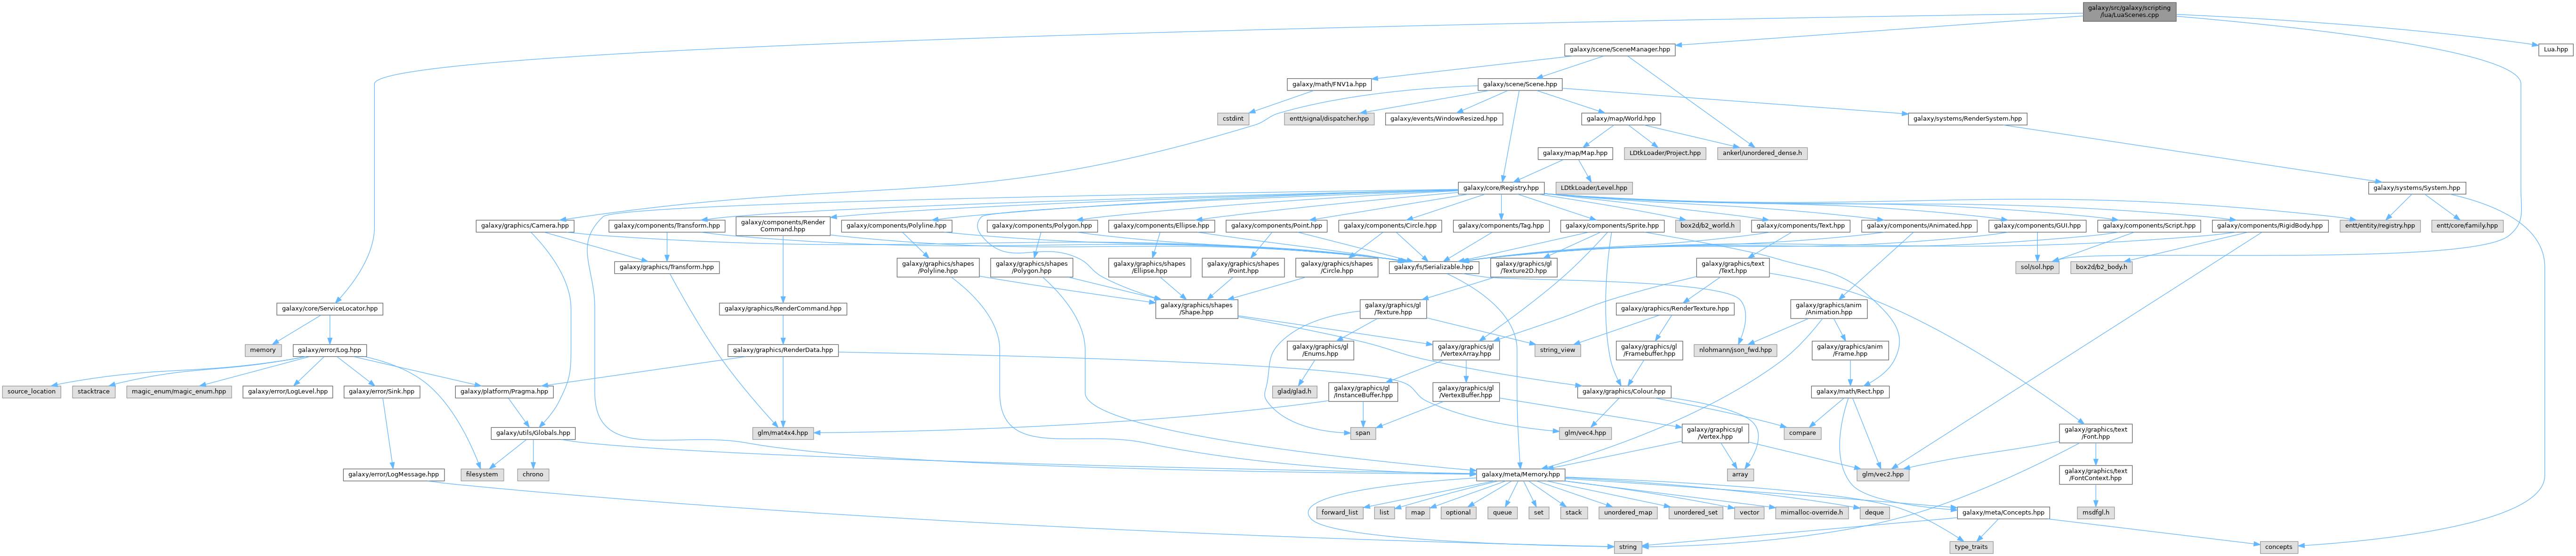 galaxy/src/galaxy/scripting
/lua/LuaScenes.cpp
galaxy/scene/SceneManager.hpp
Lua.hpp
galaxy/math/FNV1a.hpp
galaxy/scene/Scene.hpp
cstdint
entt/signal/dispatcher.hpp
galaxy/events/WindowResized.hpp
galaxy/map/World.hpp
galaxy/systems/RenderSystem.hpp
galaxy/map/Map.hpp
LDtkLoader/Project.hpp
ankerl/unordered_dense.h
galaxy/core/Registry.hpp
LDtkLoader/Level.hpp
galaxy/systems/System.hpp
galaxy/graphics/Camera.hpp
galaxy/components/Transform.hpp
galaxy/components/Render
Command.hpp
galaxy/components/Polyline.hpp
galaxy/components/Polygon.hpp
galaxy/components/Ellipse.hpp
galaxy/components/Point.hpp
galaxy/components/Circle.hpp
galaxy/components/Tag.hpp
galaxy/components/Sprite.hpp
box2d/b2_world.h
galaxy/components/Text.hpp
galaxy/components/Animated.hpp
galaxy/components/GUI.hpp
galaxy/components/Script.hpp
galaxy/components/RigidBody.hpp
entt/entity/registry.hpp
entt/core/family.hpp
galaxy/graphics/Transform.hpp
galaxy/graphics/shapes
/Polyline.hpp
galaxy/graphics/shapes
/Polygon.hpp
galaxy/graphics/shapes
/Ellipse.hpp
galaxy/graphics/shapes
/Point.hpp
galaxy/graphics/shapes
/Circle.hpp
galaxy/fs/Serializable.hpp
galaxy/graphics/gl
/Texture2D.hpp
galaxy/graphics/text
/Text.hpp
sol/sol.hpp
box2d/b2_body.h
galaxy/core/ServiceLocator.hpp
galaxy/graphics/RenderCommand.hpp
galaxy/graphics/shapes
/Shape.hpp
galaxy/graphics/gl
/Texture.hpp
galaxy/graphics/RenderTexture.hpp
galaxy/graphics/anim
/Animation.hpp
memory
galaxy/error/Log.hpp
galaxy/graphics/RenderData.hpp
galaxy/graphics/gl
/Enums.hpp
galaxy/graphics/gl
/VertexArray.hpp
string_view
galaxy/graphics/gl
/Framebuffer.hpp
nlohmann/json_fwd.hpp
galaxy/graphics/anim
/Frame.hpp
source_location
stacktrace
magic_enum/magic_enum.hpp
galaxy/error/LogLevel.hpp
galaxy/error/Sink.hpp
galaxy/platform/Pragma.hpp
glad/glad.h
galaxy/graphics/gl
/InstanceBuffer.hpp
galaxy/graphics/gl
/VertexBuffer.hpp
galaxy/graphics/Colour.hpp
galaxy/math/Rect.hpp
galaxy/utils/Globals.hpp
glm/mat4x4.hpp
span
glm/vec4.hpp
galaxy/graphics/gl
/Vertex.hpp
compare
galaxy/graphics/text
/Font.hpp
galaxy/error/LogMessage.hpp
filesystem
chrono
galaxy/meta/Memory.hpp
array
glm/vec2.hpp
galaxy/graphics/text
/FontContext.hpp
forward_list
list
map
optional
queue
set
stack
unordered_map
unordered_set
vector
mimalloc-override.h
deque
galaxy/meta/Concepts.hpp
msdfgl.h
string
type_traits
concepts